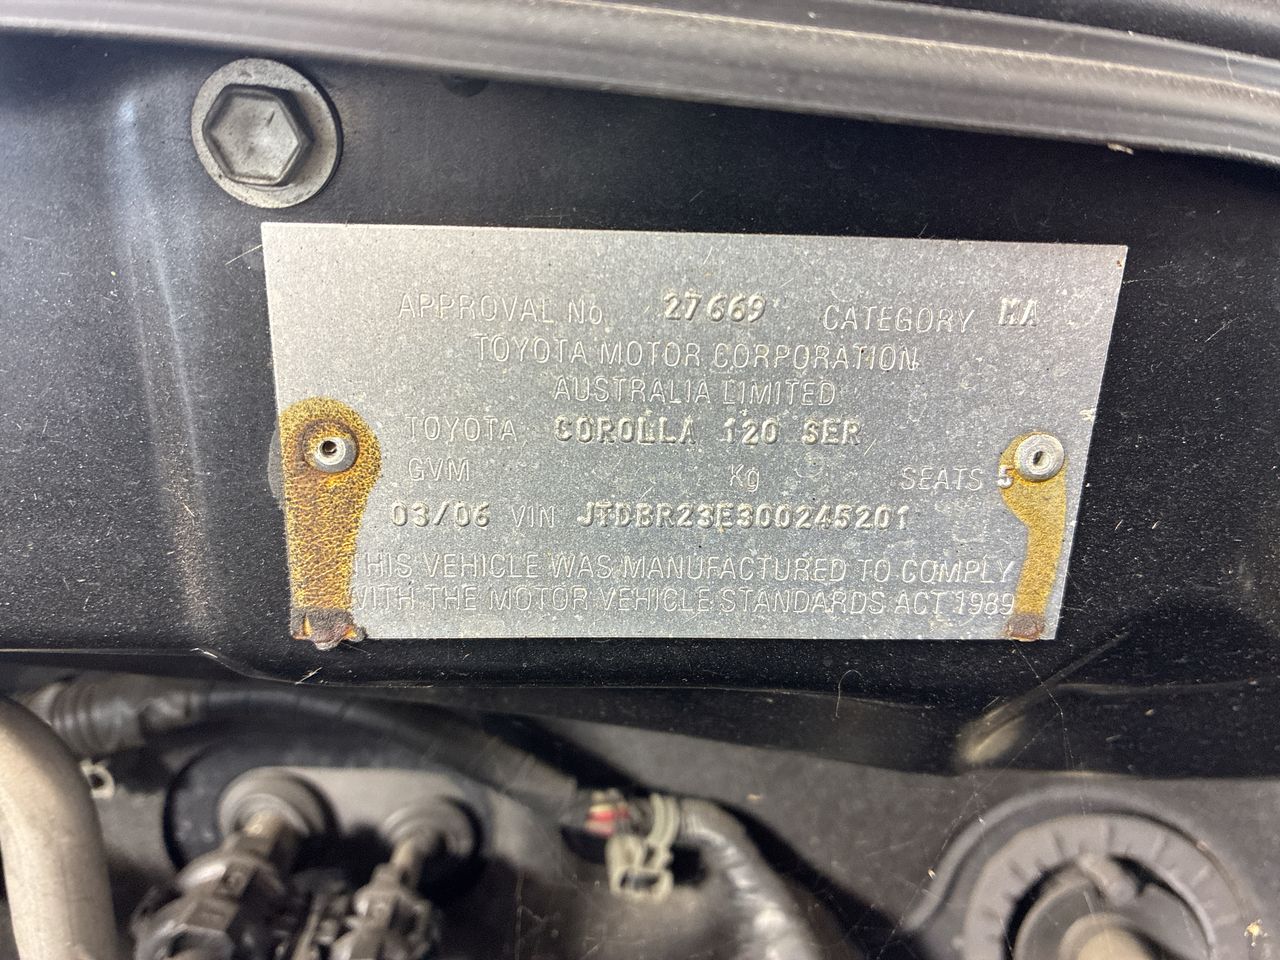 APPROVAL No. 27669 CATEGORY MA
TOYOTA MOTOR CORPORATION
AUSTRALIA LIMITED
TOYOTA COROLLA 120 SER
GVM Kg SEATS 5
03/06 VIN JTDBR23E300245201
THIS VEHICLE WAS MANUFACTURED TO COMPLY
WITH THE MOTOR VEHICLE STANDARDS ACT 1989